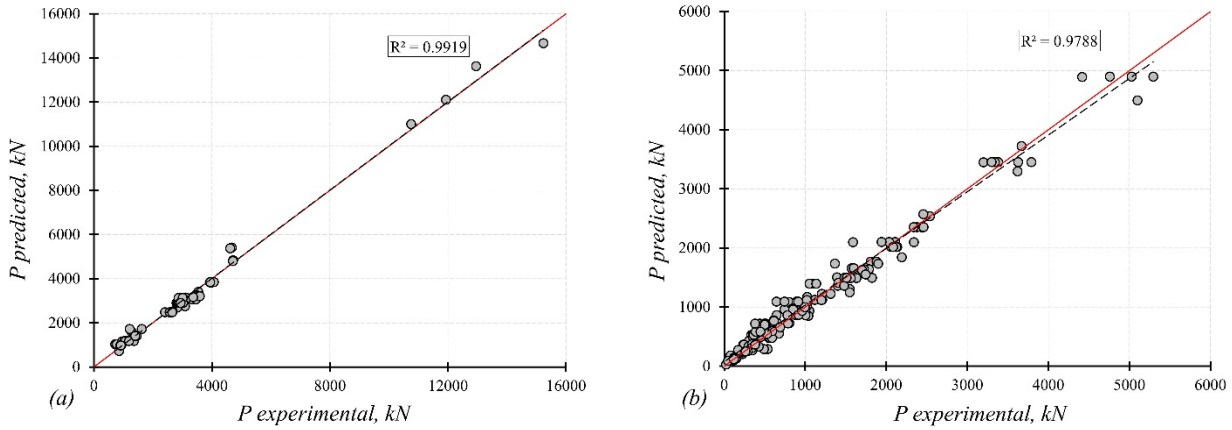 16000
14000
12000
10000
8000
6000
4000
2000
0
P predicted, kN
R² = 0.9919
0 4000 8000 12000 16000
(a)
P experimental, kN
6000
5000
4000
3000
2000
1000
0
P predicted, kN
R² = 0.9788
0 1000 2000 3000 4000 5000 6000
(b)
P experimental, kN